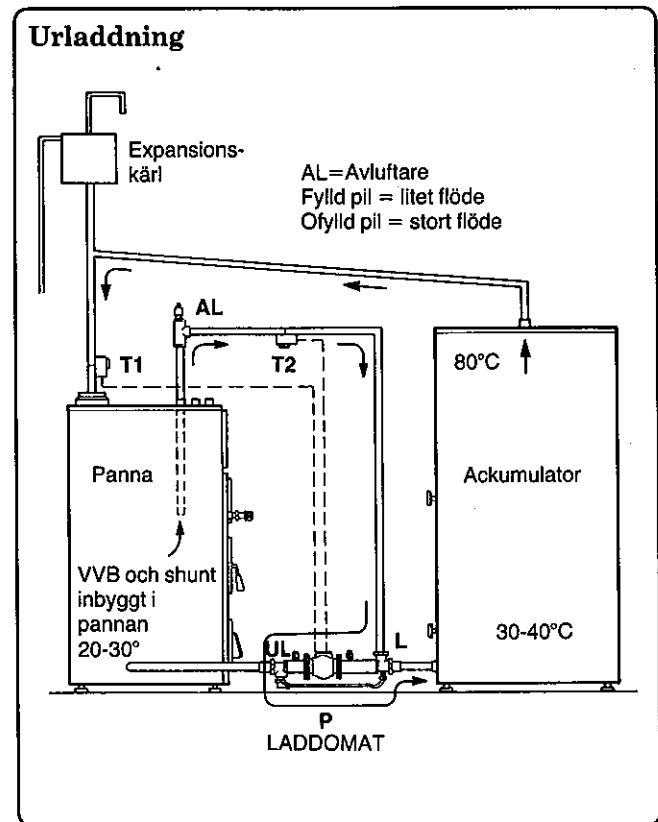 Urladdning
Expansions-
kärl
AL=Avluftare
Fylld pil = litet flöde
Ofylld pil = stort flöde
AL
T1
T2
80°C
Panna
Ackumulator
VVB och shunt
inbyggt i
pannan
20-30°
UL
L
30-40°C
P
LADDOMAT